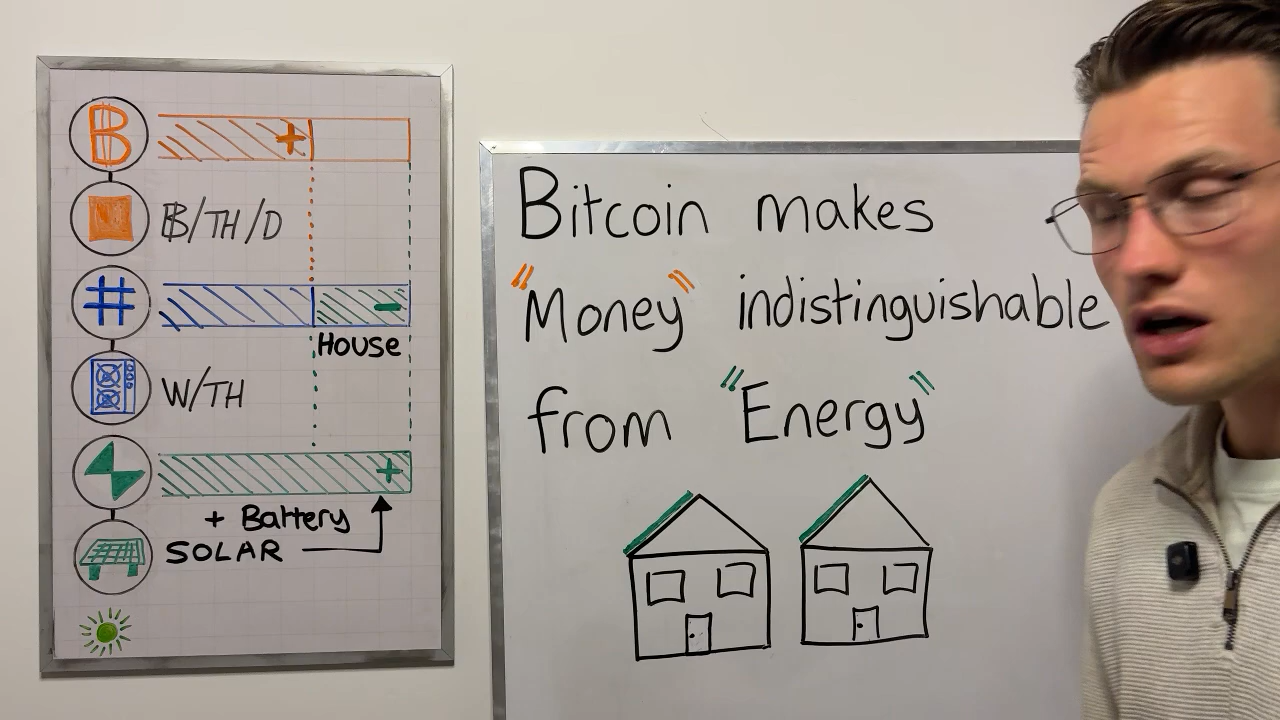 B
B/TH/D
#
House
W/TH
+ Battery
SOLAR
Bitcoin makes
"Money" indistinguishable
from "Energy"